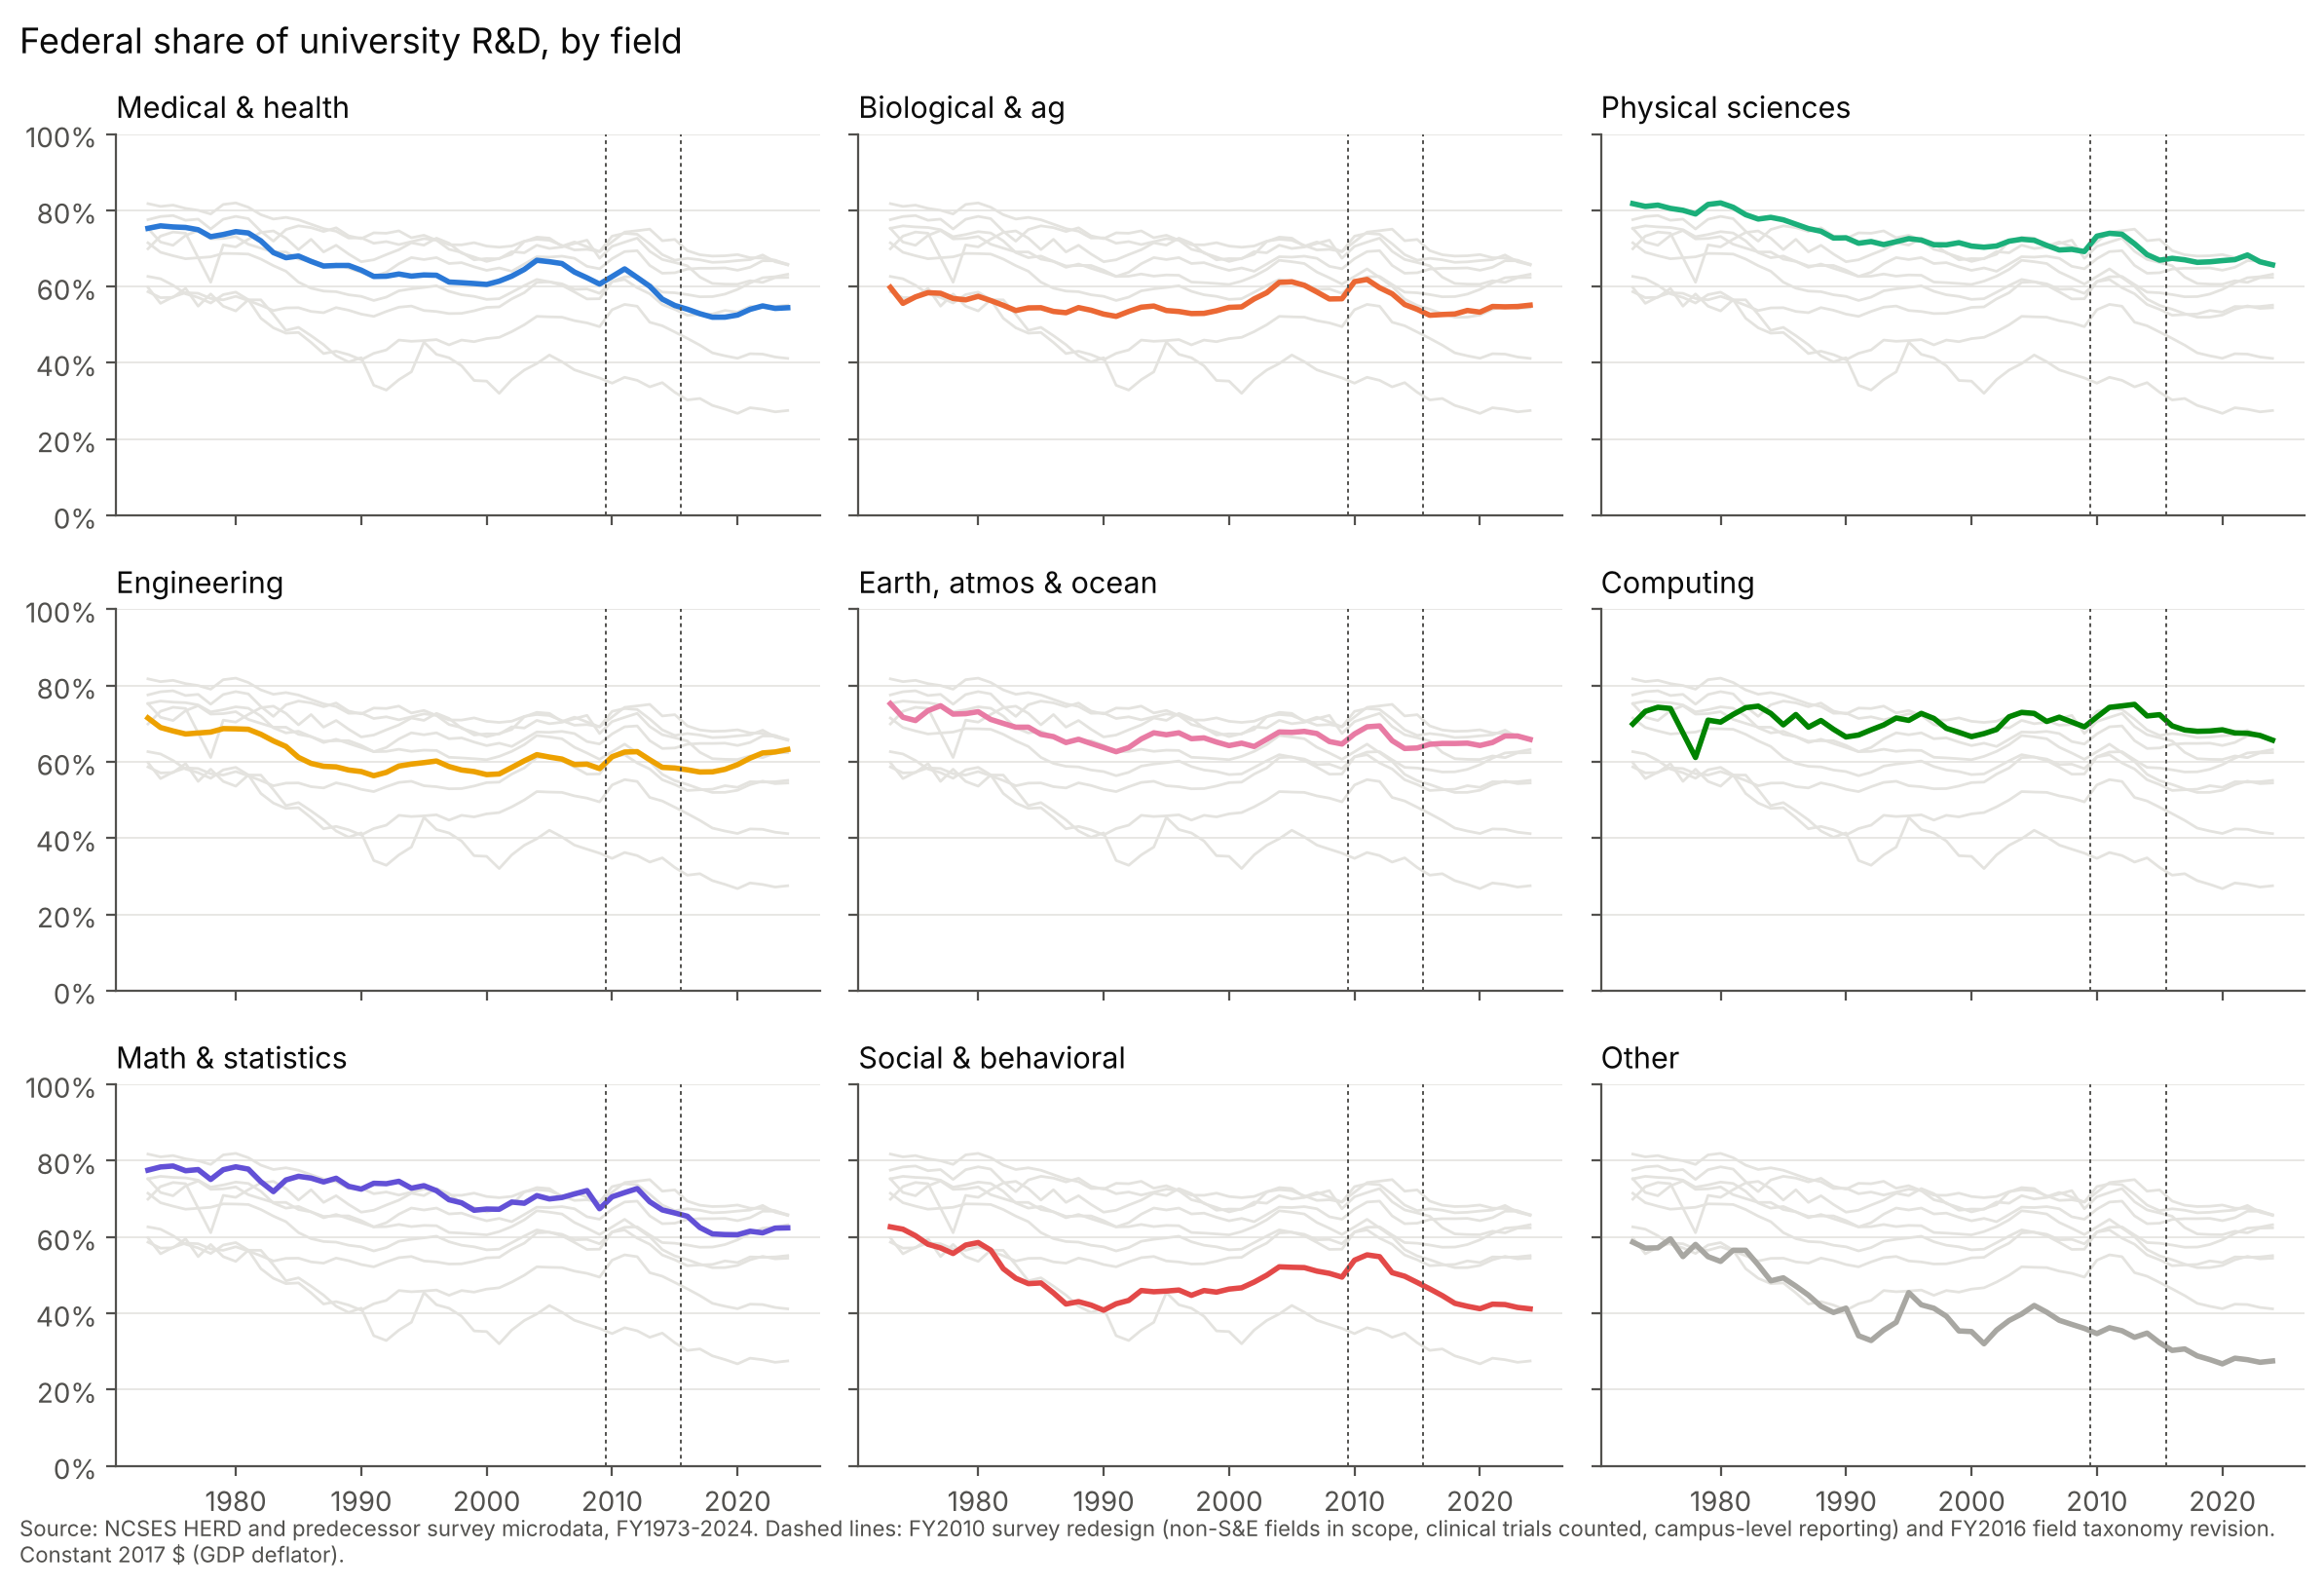 Federal share of university R&D, by field
Medical & health
Biological & ag
Physical sciences
100%
80%
60%
40%
20%
0%
Engineering
Earth, atmos & ocean
Computing
100%
80%
60%
40%
20%
0%
Math & statistics
Social & behavioral
Other
100%
80%
60%
40%
20%
0%
1980 1990 2000 2010 2020
1980 1990 2000 2010 2020
1980 1990 2000 2010 2020
Source: NCSES HERD and predecessor survey microdata, FY1973-2024. Dashed lines: FY2010 survey redesign (non-S&E fields in scope, clinical trials counted, campus-level reporting) and FY2016 field taxonomy revision.
Constant 2017 $ (GDP deflator).